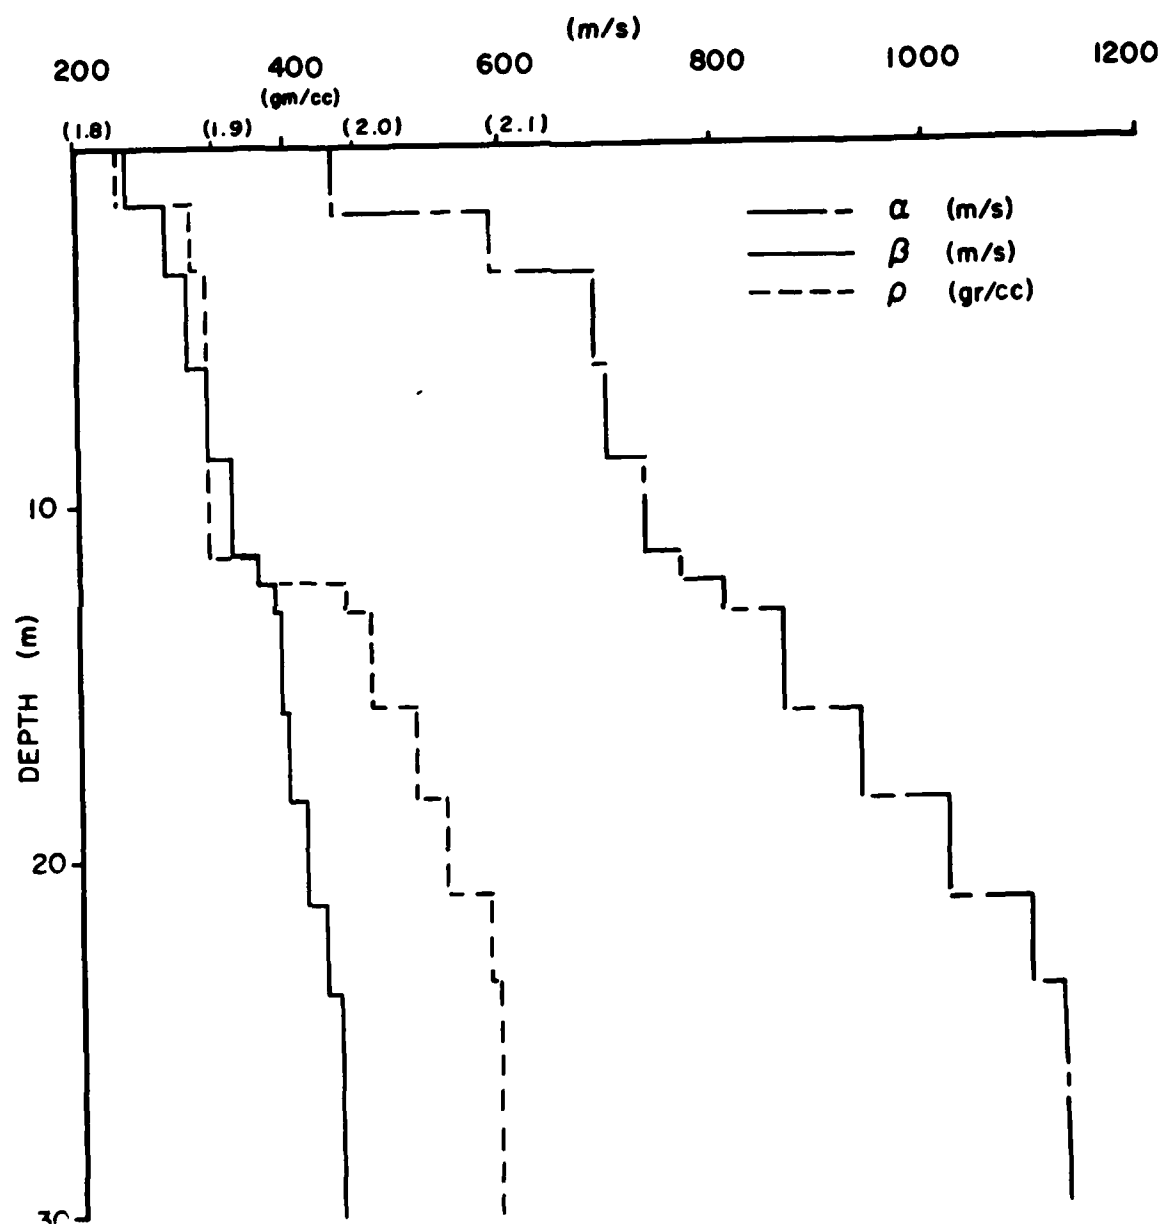 (m/s)
200 400 600 800 1000 1200
(gm/cc)
(1.8) (1.9) (2.0) (2.1)
α (m/s)
β (m/s)
ρ (gr/cc)
10
DEPTH (m)
20
30